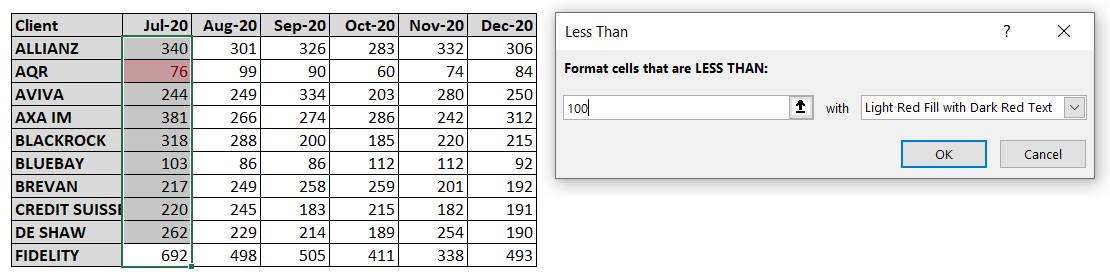 Client Jul-20 Aug-20 Sep-20 Oct-20 Nov-20 Dec-20
ALLIANZ 340 301 326 283 332 306
AQR 76 99 90 60 74 84
AVIVA 244 249 334 203 280 250
AXA IM 381 266 274 286 242 312
BLACKROCK 318 288 200 185 220 215
BLUEBAY 103 86 86 112 112 92
BREVAN 217 249 258 259 201 192
CREDIT SUISSE 220 245 183 215 182 191
DE SHAW 262 229 214 189 254 190
FIDELITY 692 498 505 411 338 493
Less Than ?
Format cells that are LESS THAN:
100 with Light Red Fill with Dark Red Text
OK Cancel